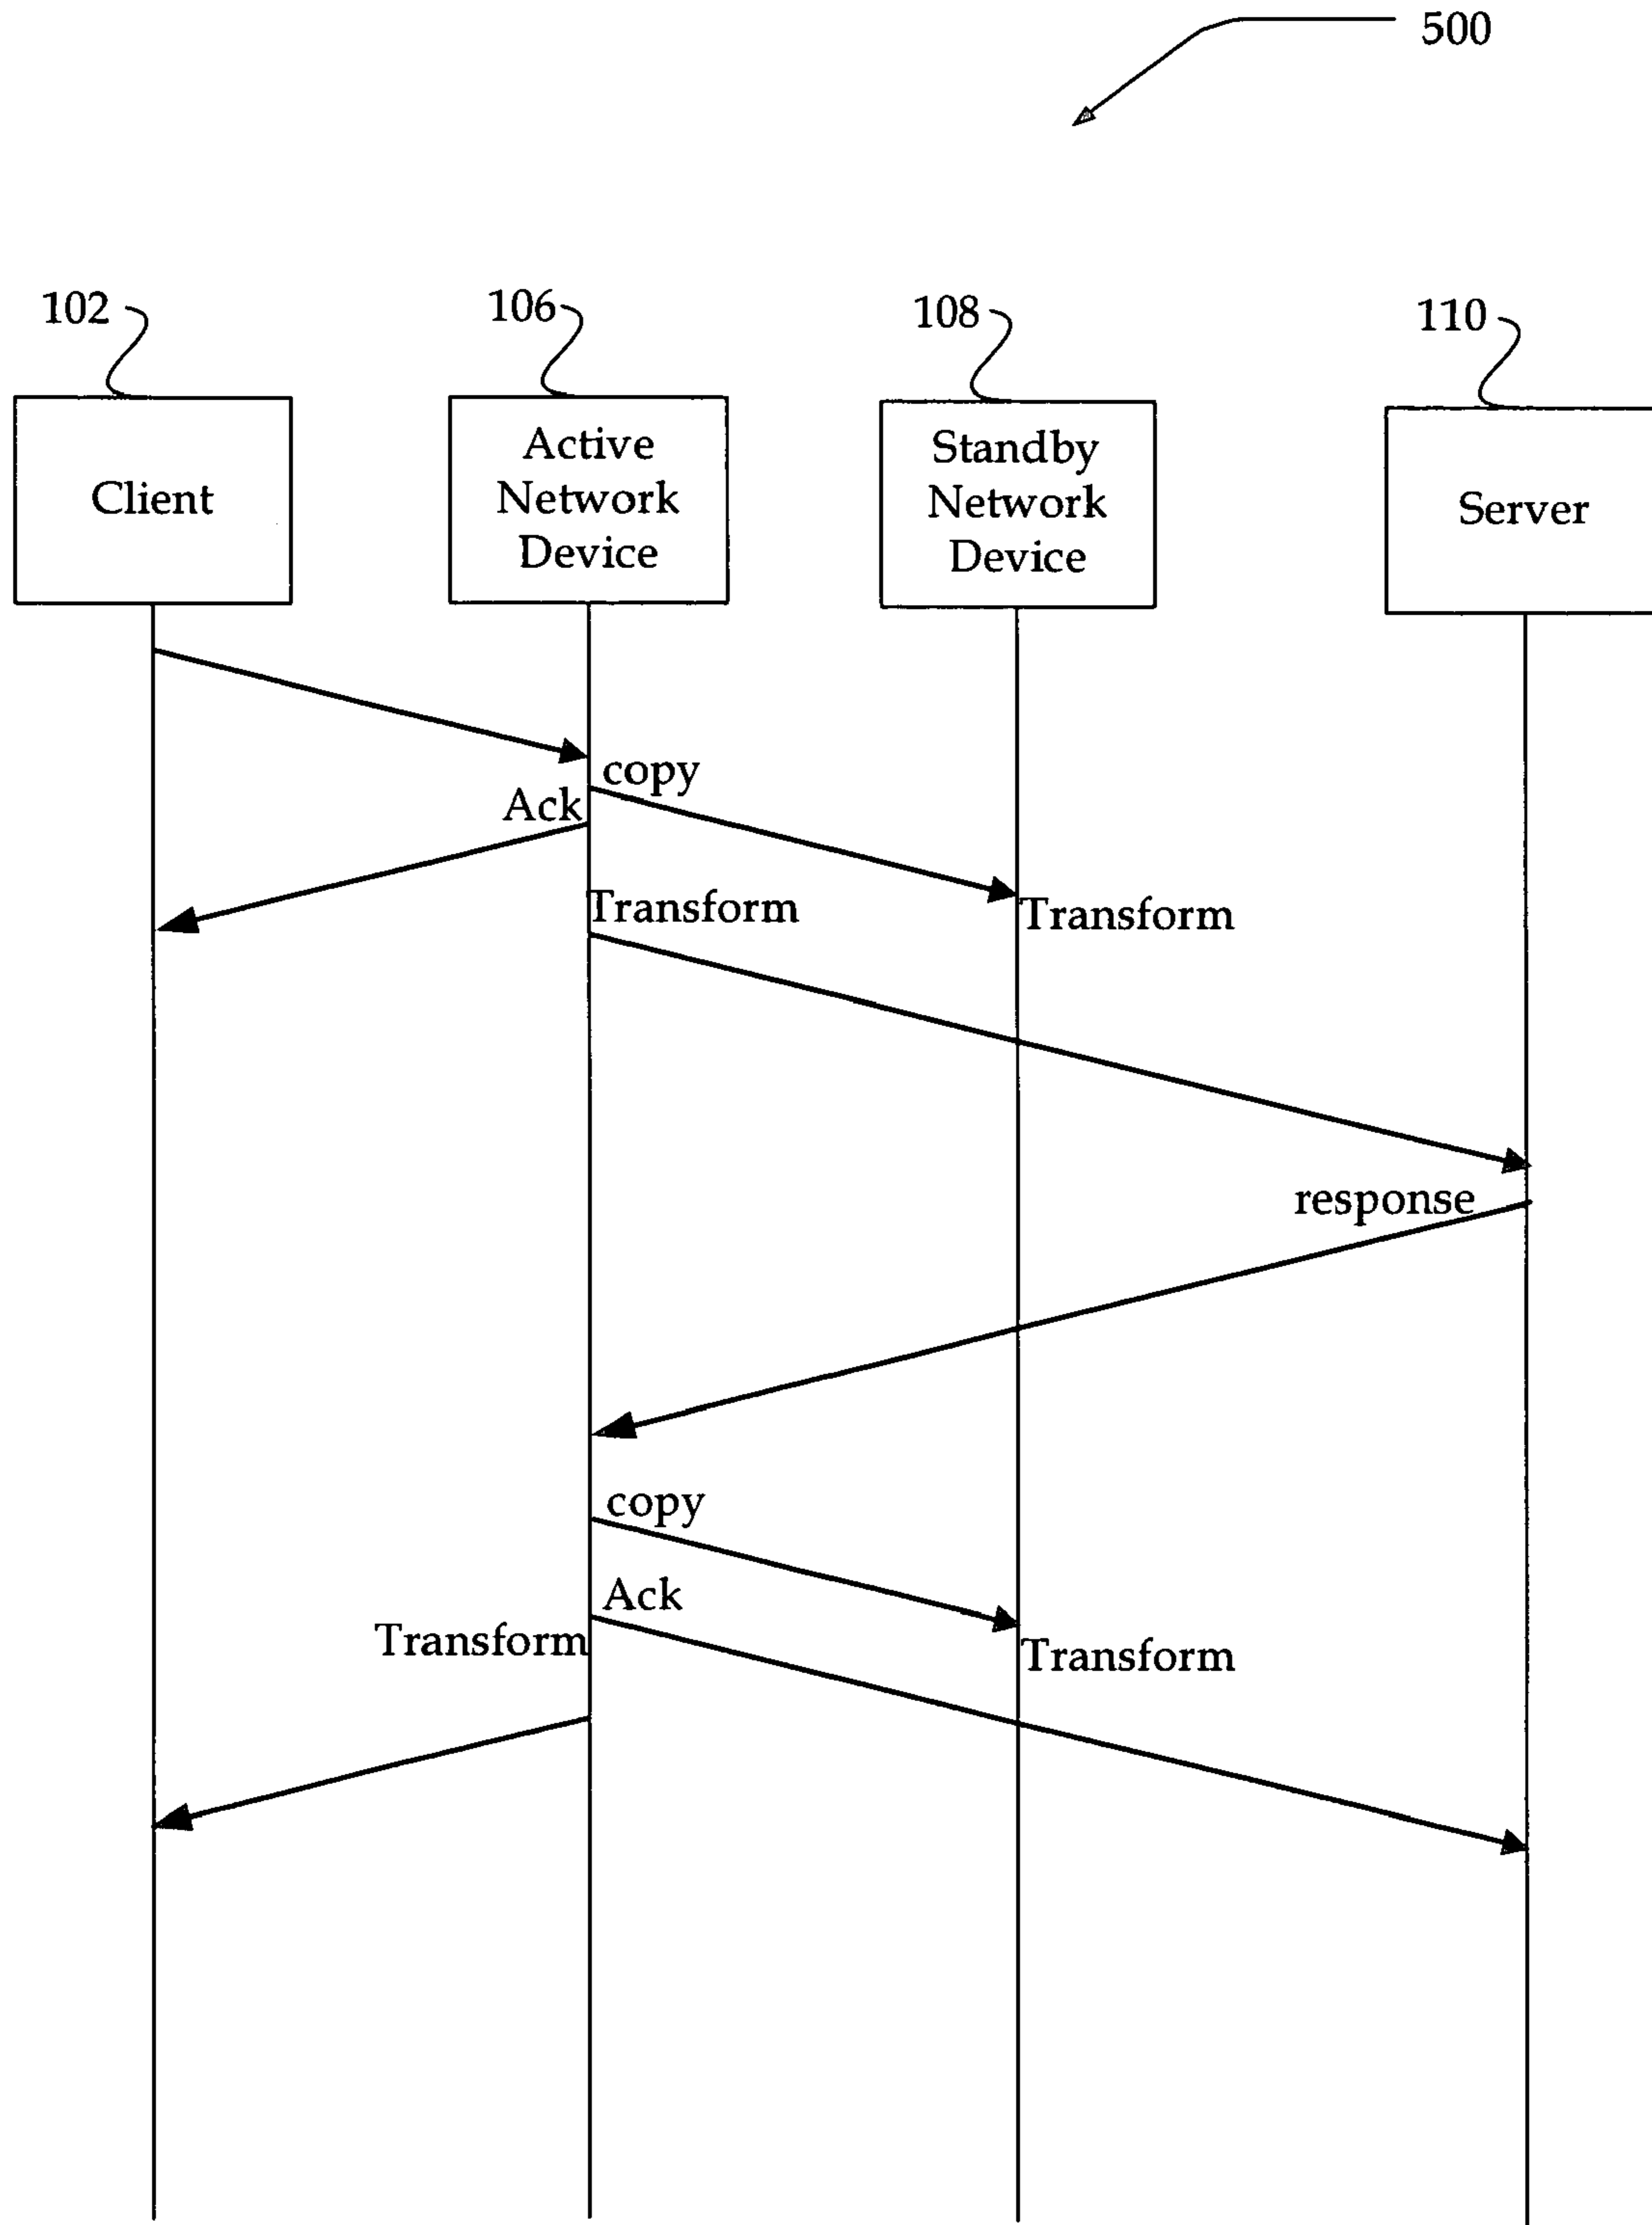 500
102
106
108
110
Client
Active
Network
Device
Standby
Network
Device
Server
copy
Ack
Transform
Transform
response
copy
Ack
Transform
Transform